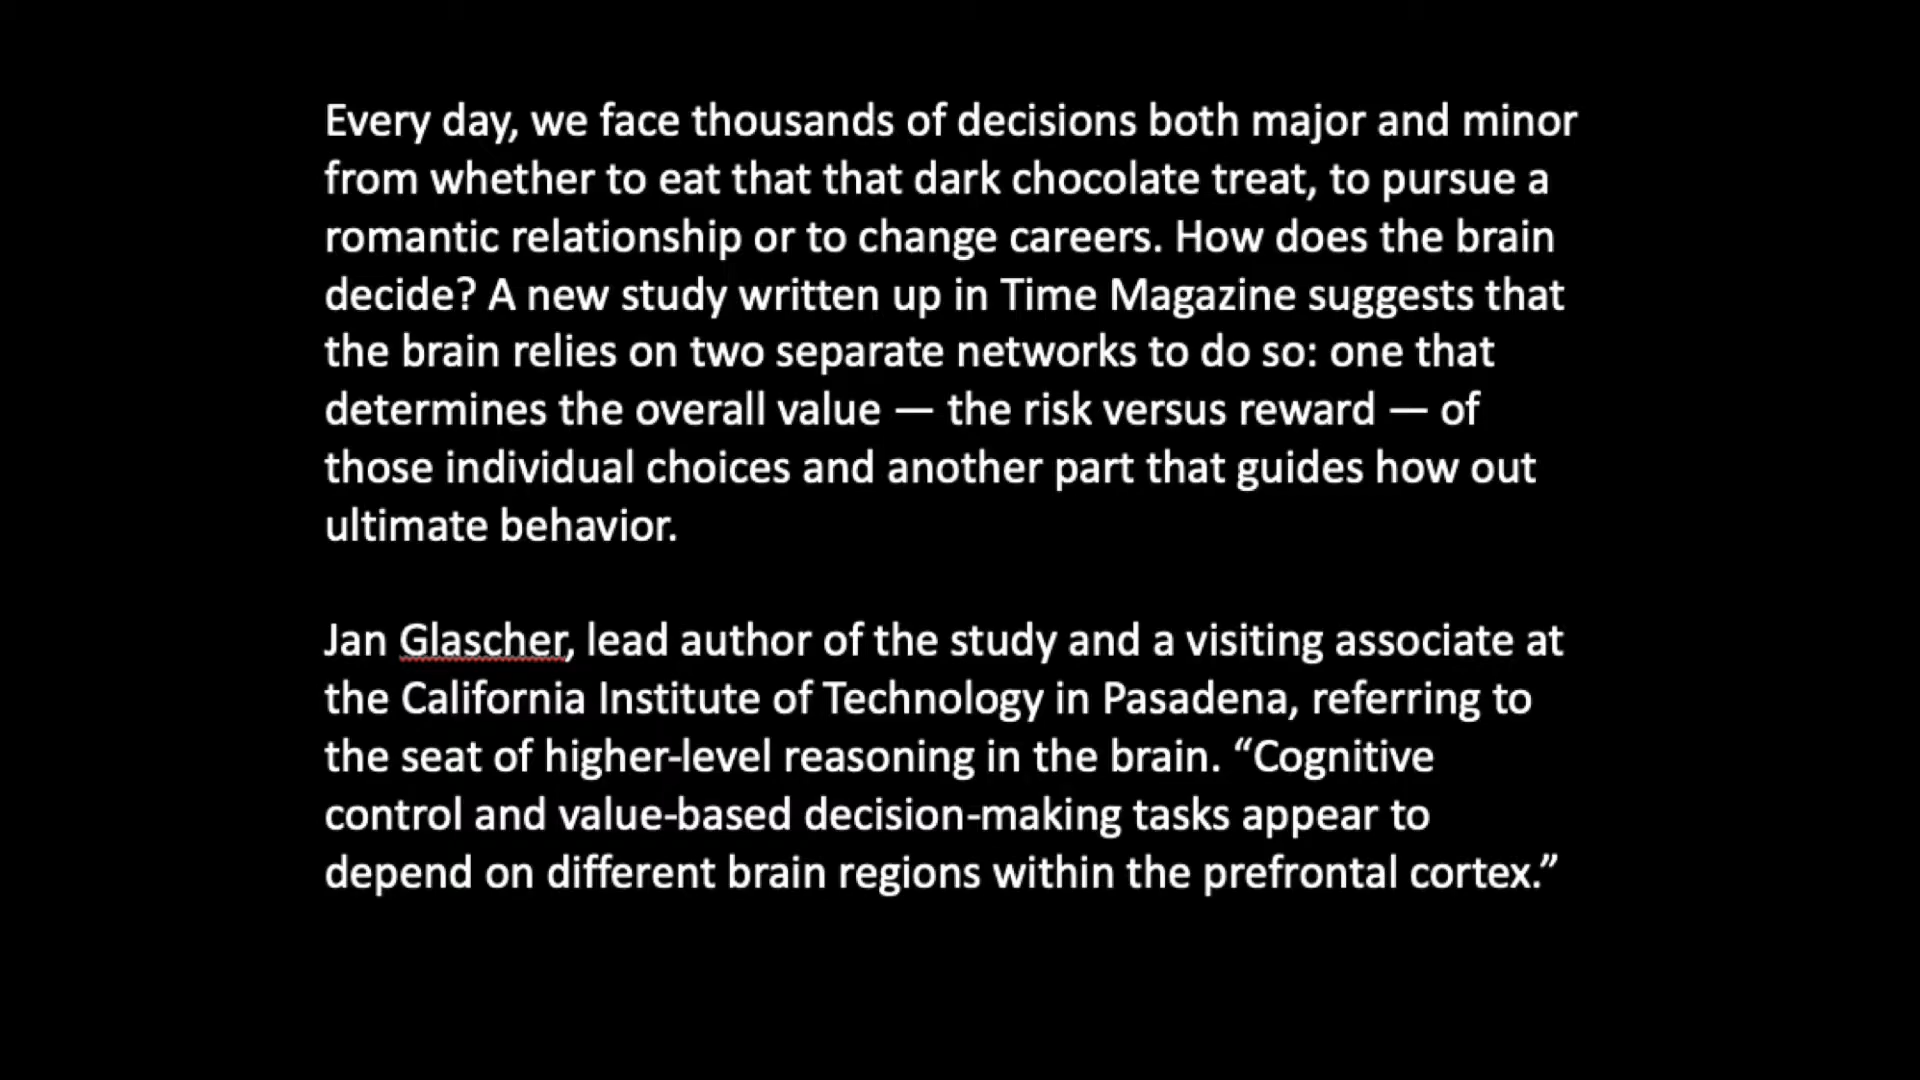 Every day, we face thousands of decisions both major and minor
from whether to eat that that dark chocolate treat, to pursue a
romantic relationship or to change careers. How does the brain
decide? A new study written up in Time Magazine suggests that
the brain relies on two separate networks to do so: one that
determines the overall value — the risk versus reward — of
those individual choices and another part that guides how out
ultimate behavior.
Jan Glascher, lead author of the study and a visiting associate at
the California Institute of Technology in Pasadena, referring to
the seat of higher-level reasoning in the brain. “Cognitive
control and value-based decision-making tasks appear to
depend on different brain regions within the prefrontal cortex.”